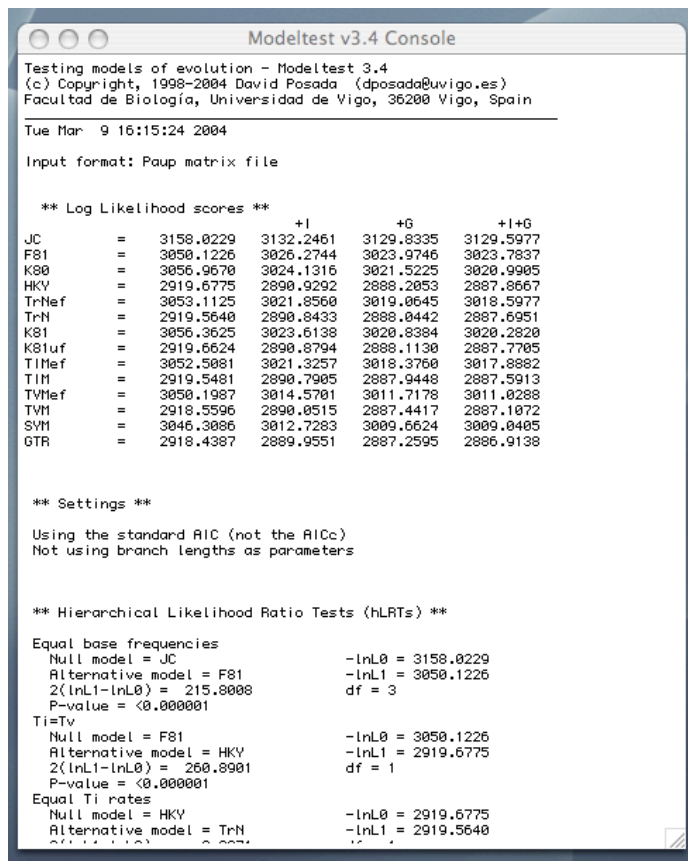 Modeltest v3.4 Console
Testing models of evolution - Modeltest 3.4
(c) Copyright, 1998-2004 David Posada (dposada@uvigo.es)
Facultad de Biología, Universidad de Vigo, 36200 Vigo, Spain
Tue Mar 9 16:15:24 2004
Input format: Paup matrix file
** Log Likelihood scores **
+I +G +I+G
JC = 3158.0229 3132.2461 3129.8335 3129.5977
F81 = 3050.1226 3026.2744 3023.9746 3023.7837
K80 = 3056.9670 3024.1316 3021.5225 3020.9905
HKY = 2919.6775 2890.9292 2888.2053 2887.8667
TrNef = 3053.1125 3021.8560 3019.0645 3018.5977
TrN = 2919.5640 2890.8433 2888.0442 2887.6951
K81 = 3056.3625 3023.6138 3020.8384 3020.2820
K81uf = 2919.6624 2890.8794 2888.1130 2887.7705
TIMef = 3052.5081 3021.3257 3018.3760 3017.8882
TIM = 2919.5481 2890.7905 2887.9448 2887.5913
TVMef = 3050.1987 3014.5701 3011.7178 3011.0288
TVM = 2918.5596 2890.0515 2887.4417 2887.1072
SYM = 3046.3086 3012.7283 3009.6624 3009.0405
GTR = 2918.4387 2889.9551 2887.2595 2886.9138
** Settings **
Using the standard AIC (not the AICc)
Not using branch lengths as parameters
** Hierarchical Likelihood Ratio Tests (hLRTs) **
Equal base frequencies
Null model = JC -lnL0 = 3158.0229
Alternative model = F81 -lnL1 = 3050.1226
2(lnL1-lnL0) = 215.8008 df = 3
P-value = <0.000001
Ti=Tv
Null model = F81 -lnL0 = 3050.1226
Alternative model = HKY -lnL1 = 2919.6775
2(lnL1-lnL0) = 260.8901 df = 1
P-value = <0.000001
Equal Ti rates
Null model = HKY -lnL0 = 2919.6775
Alternative model = TrN -lnL1 = 2919.5640